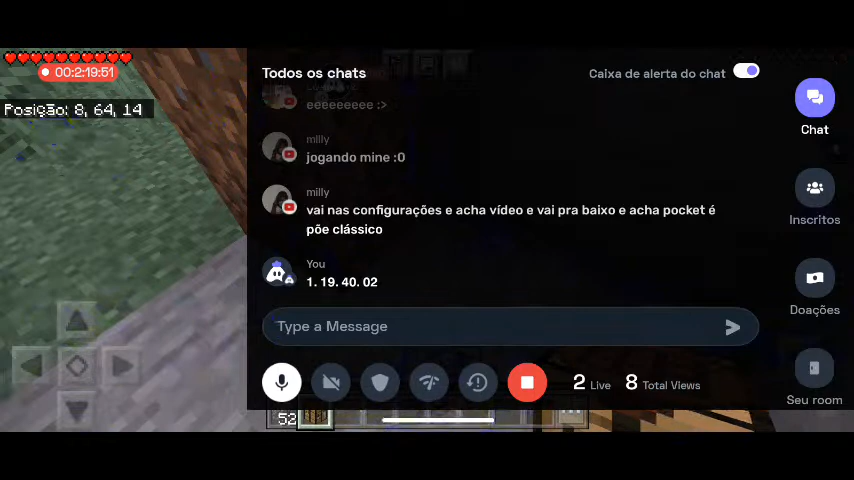 Todos os chats
Caixa de alerta do chat
00:2:19:51
Posição: 8, 64, 14
eeeeeeeee :>
Chat
milly
jogando mine :0
milly
vai nas configurações e acha vídeo e vai pra baixo e acha pocket é
põe clássico
Inscritos
You
1. 19. 40. 02
Type a Message
Doações
2 Live 8 Total Views
Seu room
52